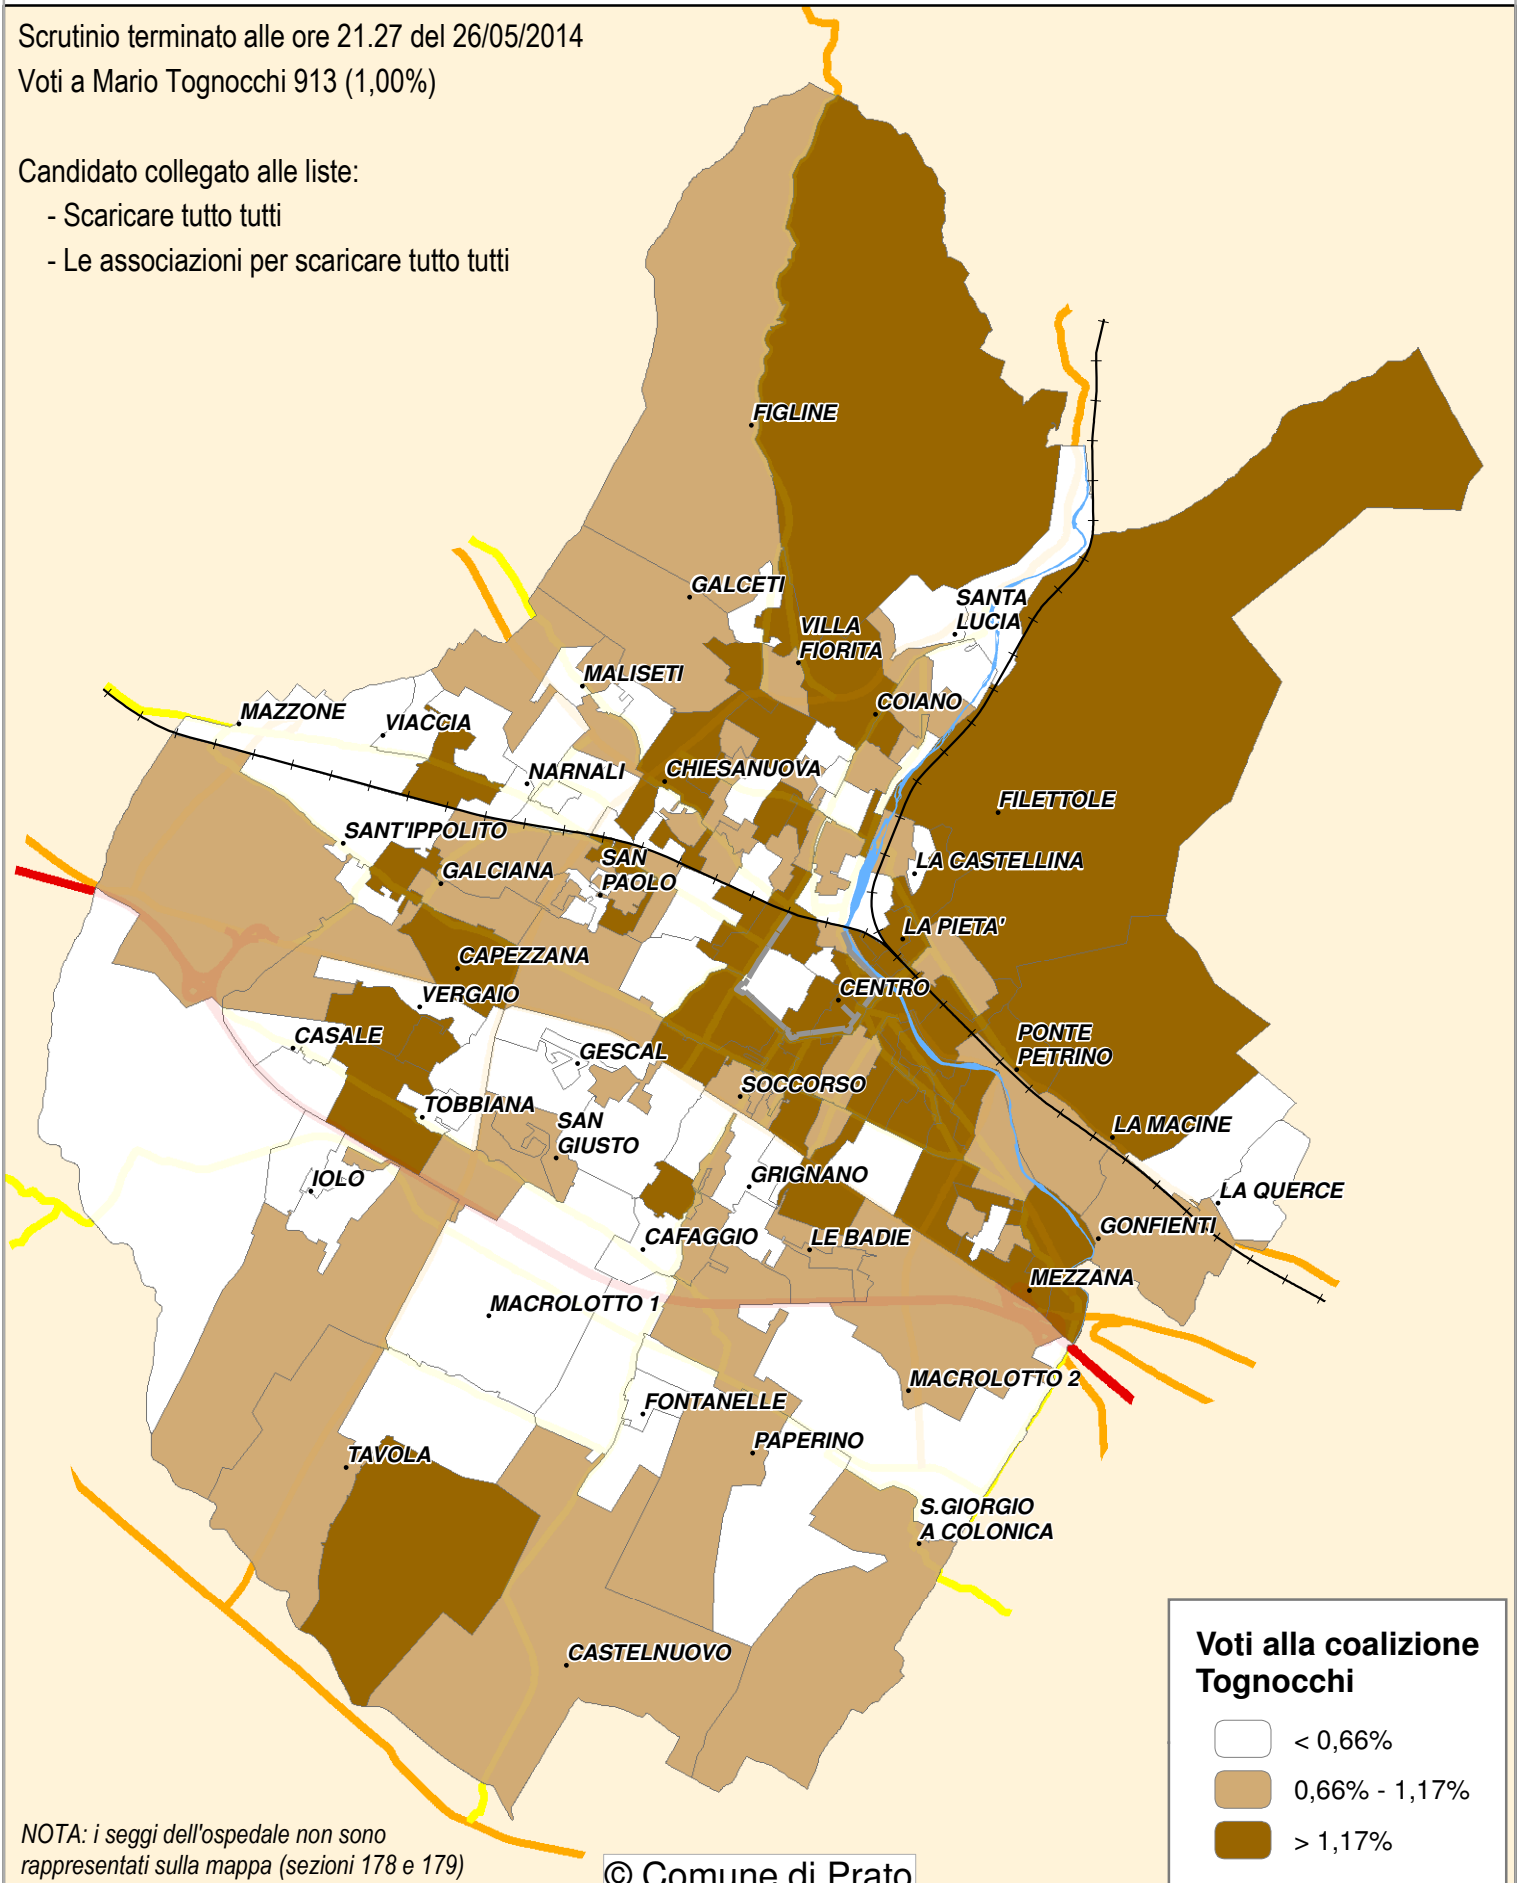 Scrutinio terminato alle ore 21.27 del 26/05/2014
Voti a Mario Tognocchi 913 (1,00%)
Candidato collegato alle liste:
- Scaricare tutto tutti
- Le associazioni per scaricare tutto tutti
FIGLINE
GALCETI
SANTA
LUCIA
VILLA
FIORITA
MALISETI
COIANO
MAZZONE
VIACCIA
NARNALI
CHIESANUOVA
FILETTOLE
SANT'IPPOLITO
GALCIANA
SAN
PAOLO
LA CASTELLINA
LA PIETA'
CAPEZZANA
VERGAIO
CENTRO
CASALE
GESCAL
PONTE
PETRINO
SOCCORSO
TOBBIANA
SAN
GIUSTO
LA MACINE
IOLO
GRIGNANO
LA QUERCE
CAFAGGIO
LE BADIE
GONFIENTI
MEZZANA
MACROLOTTO 1
MACROLOTTO 2
FONTANELLE
PAPERINO
TAVOLA
S.GIORGIO
A COLONICA
CASTELNUOVO
Voti alla coalizione
Tognocchi
< 0,66%
0,66% - 1,17%
> 1,17%
NOTA: i seggi dell'ospedale non sono
rappresentati sulla mappa (sezioni 178 e 179)
© Comune di Prato